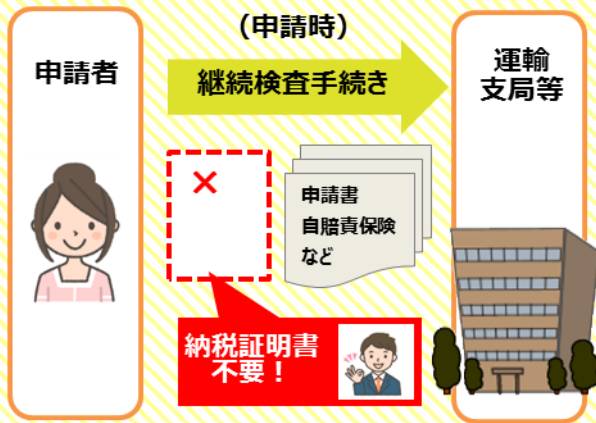 (申請時)
申請者
継続検査手続き
運輸
支局等
×
申請書
自賠責保険
など
納税証明書
不要！